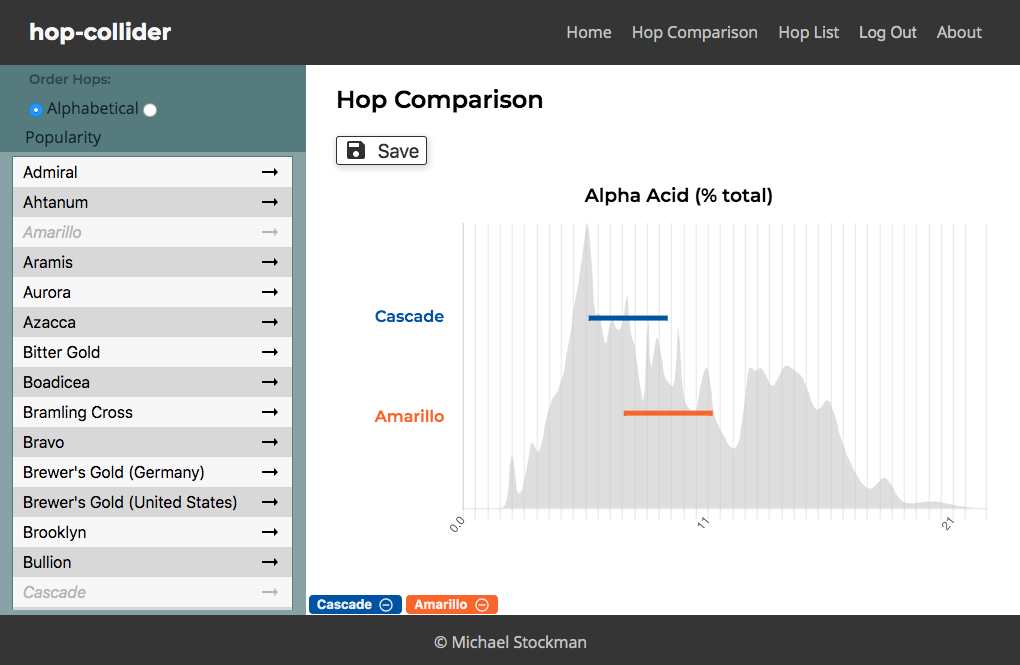 hop-collider
Home Hop Comparison Hop List Log Out About
Order Hops:
Alphabetical
Popularity
Admiral
Ahtanum
Amarillo
Aramis
Aurora
Azacca
Bitter Gold
Boadicea
Bramling Cross
Bravo
Brewer's Gold (Germany)
Brewer's Gold (United States)
Brooklyn
Bullion
Cascade
Hop Comparison
Save
Alpha Acid (% total)
Cascade
Amarillo
0.0 11 21
Cascade Amarillo
© Michael Stockman